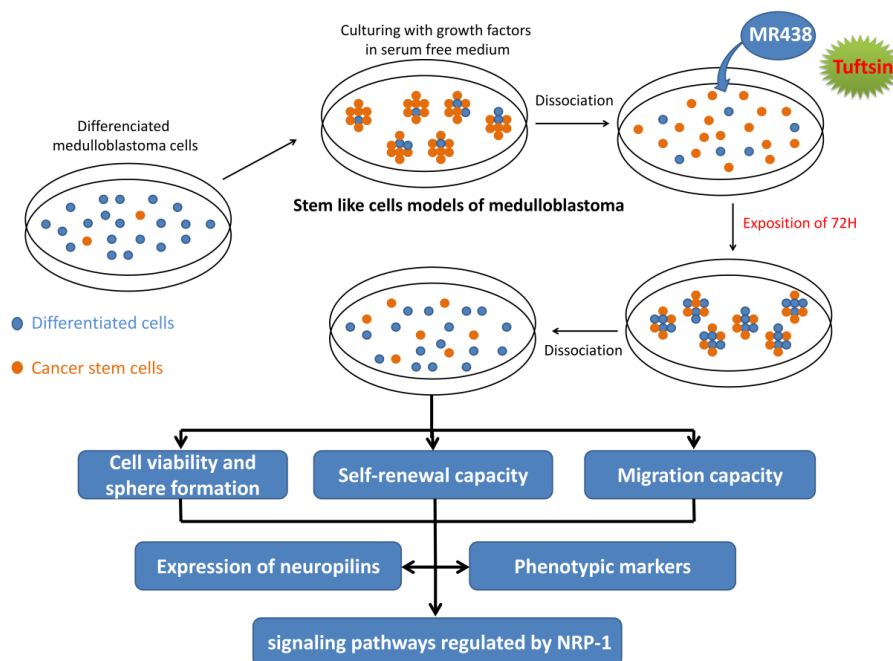 Culturing with growth factors
in serum free medium
MR438
Tuftsin
Dissociation
Differenciated
medulloblastoma cells
Stem like cells models of medulloblastoma
Exposition of 72H
Differentiated cells
Dissociation
Cancer stem cells
Cell viability and
sphere formation
Self-renewal capacity
Migration capacity
Expression of neuropilins
Phenotypic markers
signaling pathways regulated by NRP-1